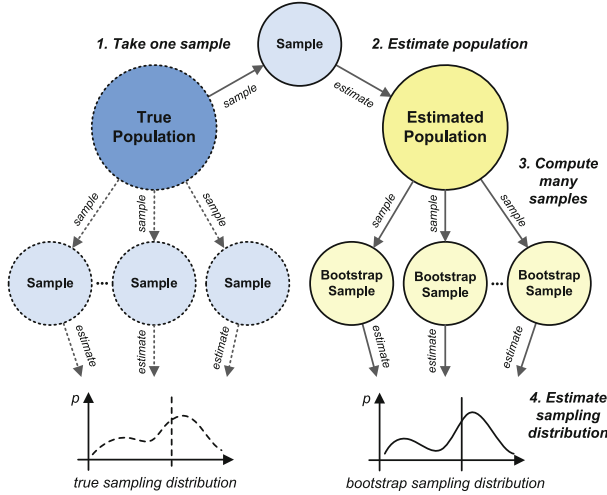 1. Take one sample
Sample
2. Estimate population
sample
estimate
True
Population
Estimated
Population
3. Compute
many
samples
sample
sample
sample
sample
sample
sample
Sample
...
Sample
Sample
Bootstrap
Sample
Bootstrap
Sample
...
Bootstrap
Sample
estimate
estimate
estimate
estimate
estimate
estimate
p
p
4. Estimate
sampling
distribution
true sampling distribution
bootstrap sampling distribution